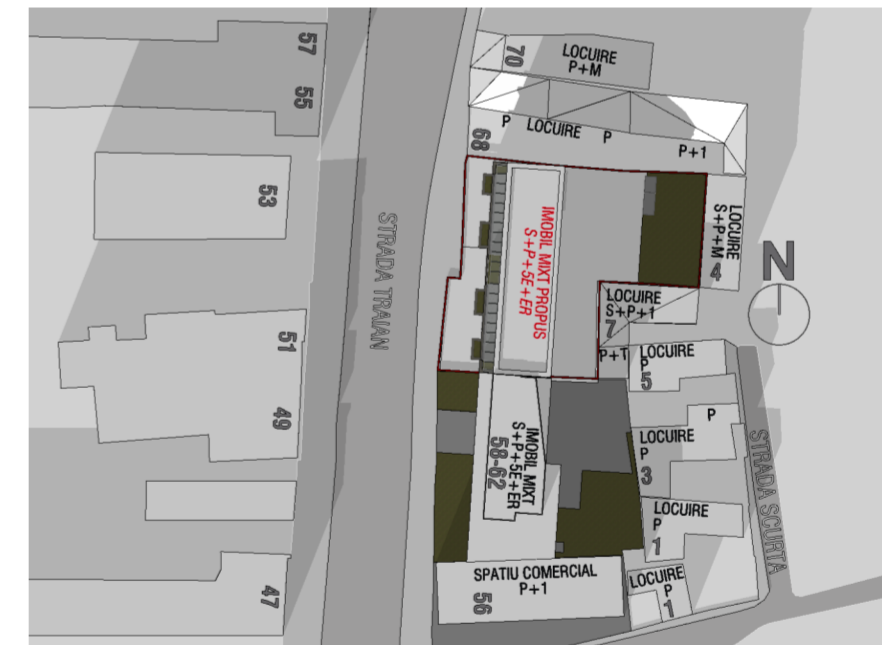 57
55
53
51
49
47
STRADA TRAIAN
70
LOCUIRE
P+M
68
P
LOCUIRE
P
P+1
IMOBIL MIXT PROPUS
S+P+5E+ER
LOCUIRE
S+P+M
4
N
LOCUIRE
S+P+1
7
P+T
LOCUIRE
P
5
P
LOCUIRE
P
3
LOCUIRE
P
1
LOCUIRE
P
1
STRADA SCURTĂ
IMOBIL MIXT
S+P+5E+ER
58-62
SPATIU COMERCIAL
P+1
56